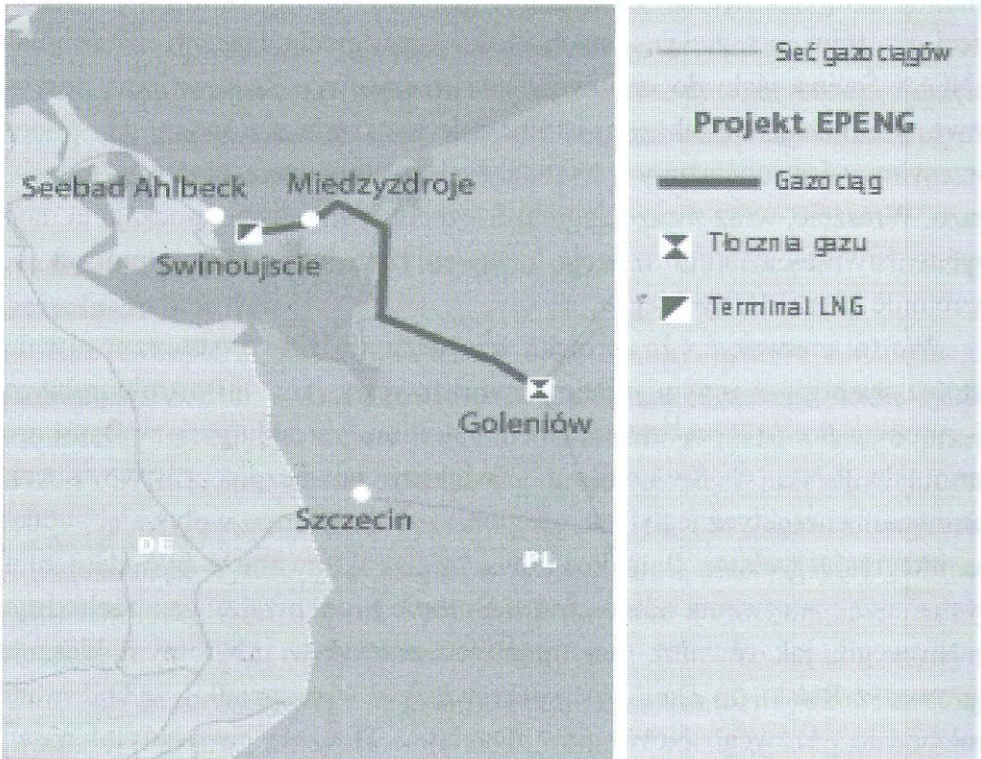 Seebad Ahlbeck
Miedzyzdroje
Swinoujscie
Goleniów
Szczecin
DE
PL
Sieć gazociągów
Projekt EPENG
Gazociąg
Tłocznia gazu
Terminal LNG